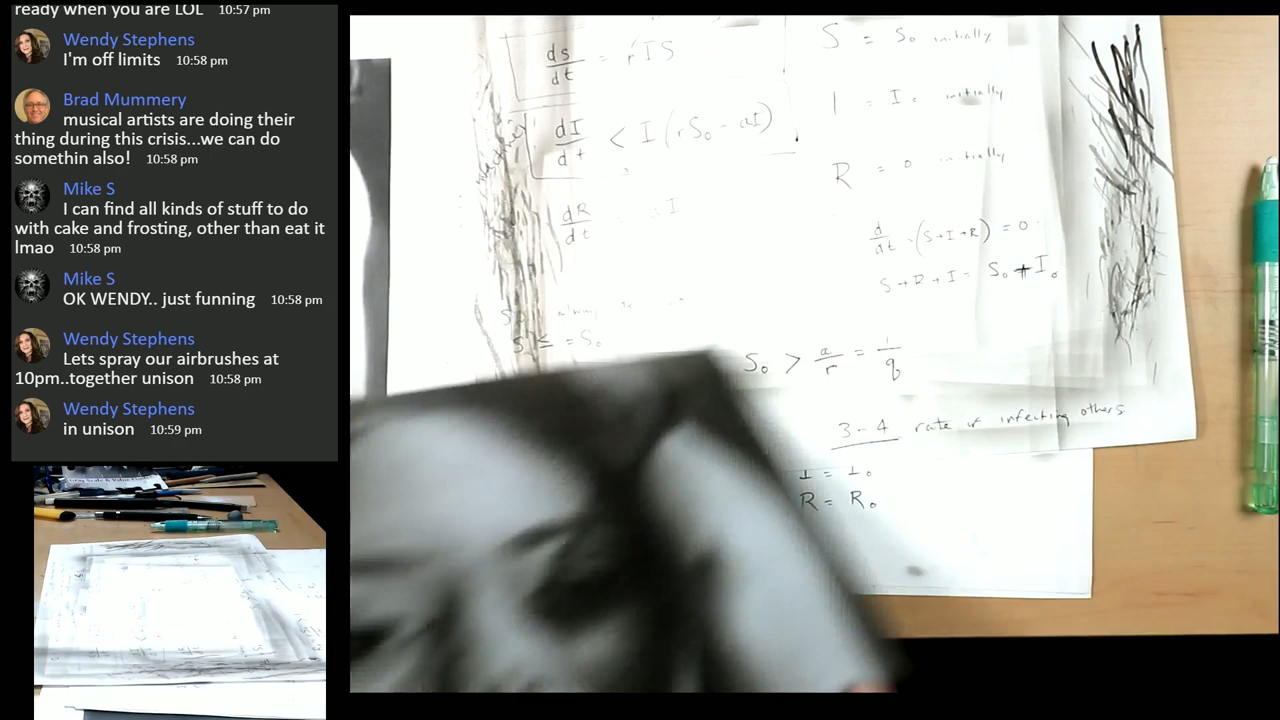 ready when you are LOL 10:57 pm
Wendy Stephens
I'm off limits 10:58 pm
Brad Mummery
musical artists are doing their
thing during this crisis...we can do
somethin also! 10:58 pm
Mike S
I can find all kinds of stuff to do
with cake and frosting, other than eat it
lmao 10:58 pm
Mike S
OK WENDY.. just funning 10:58 pm
Wendy Stephens
Lets spray our airbrushes at
10pm..together unison 10:58 pm
Wendy Stephens
in unison 10:59 pm
ds/dt = r I S
dI/dt < I (rS₀ - aI)
dR/dt I
S ≤ = S₀
S = S₀ initially
I = I₀ initially
R = 0 initially
d/dt (S+I+R) = 0
S+R+I = S₀ + I₀
S₀ > a/r = 1/q
3-4 rate of infecting others
I = I₀
R = R₀